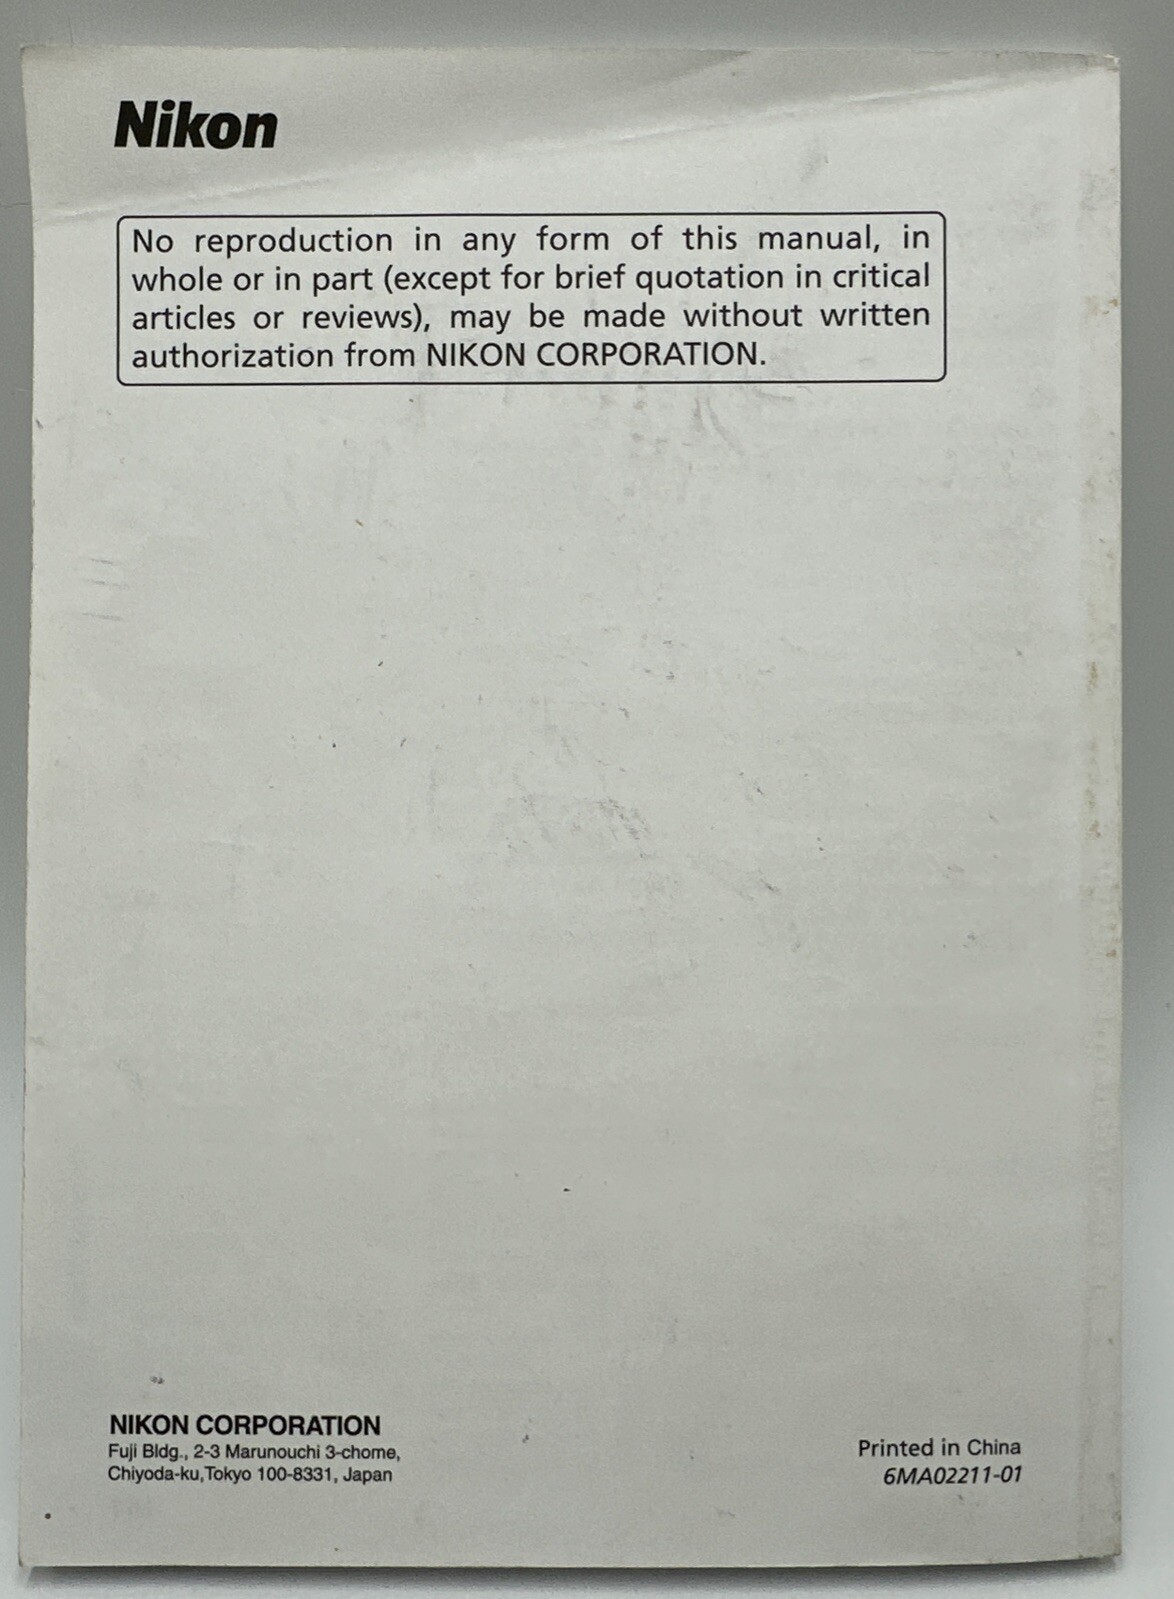 Nikon
No reproduction in any form of this manual, in
whole or in part (except for brief quotation in critical
articles or reviews), may be made without written
authorization from NIKON CORPORATION.
NIKON CORPORATION
Fuji Bldg., 2-3 Marunouchi 3-chome,
Chiyoda-ku,Tokyo 100-8331, Japan
Printed in China
6MA02211-01